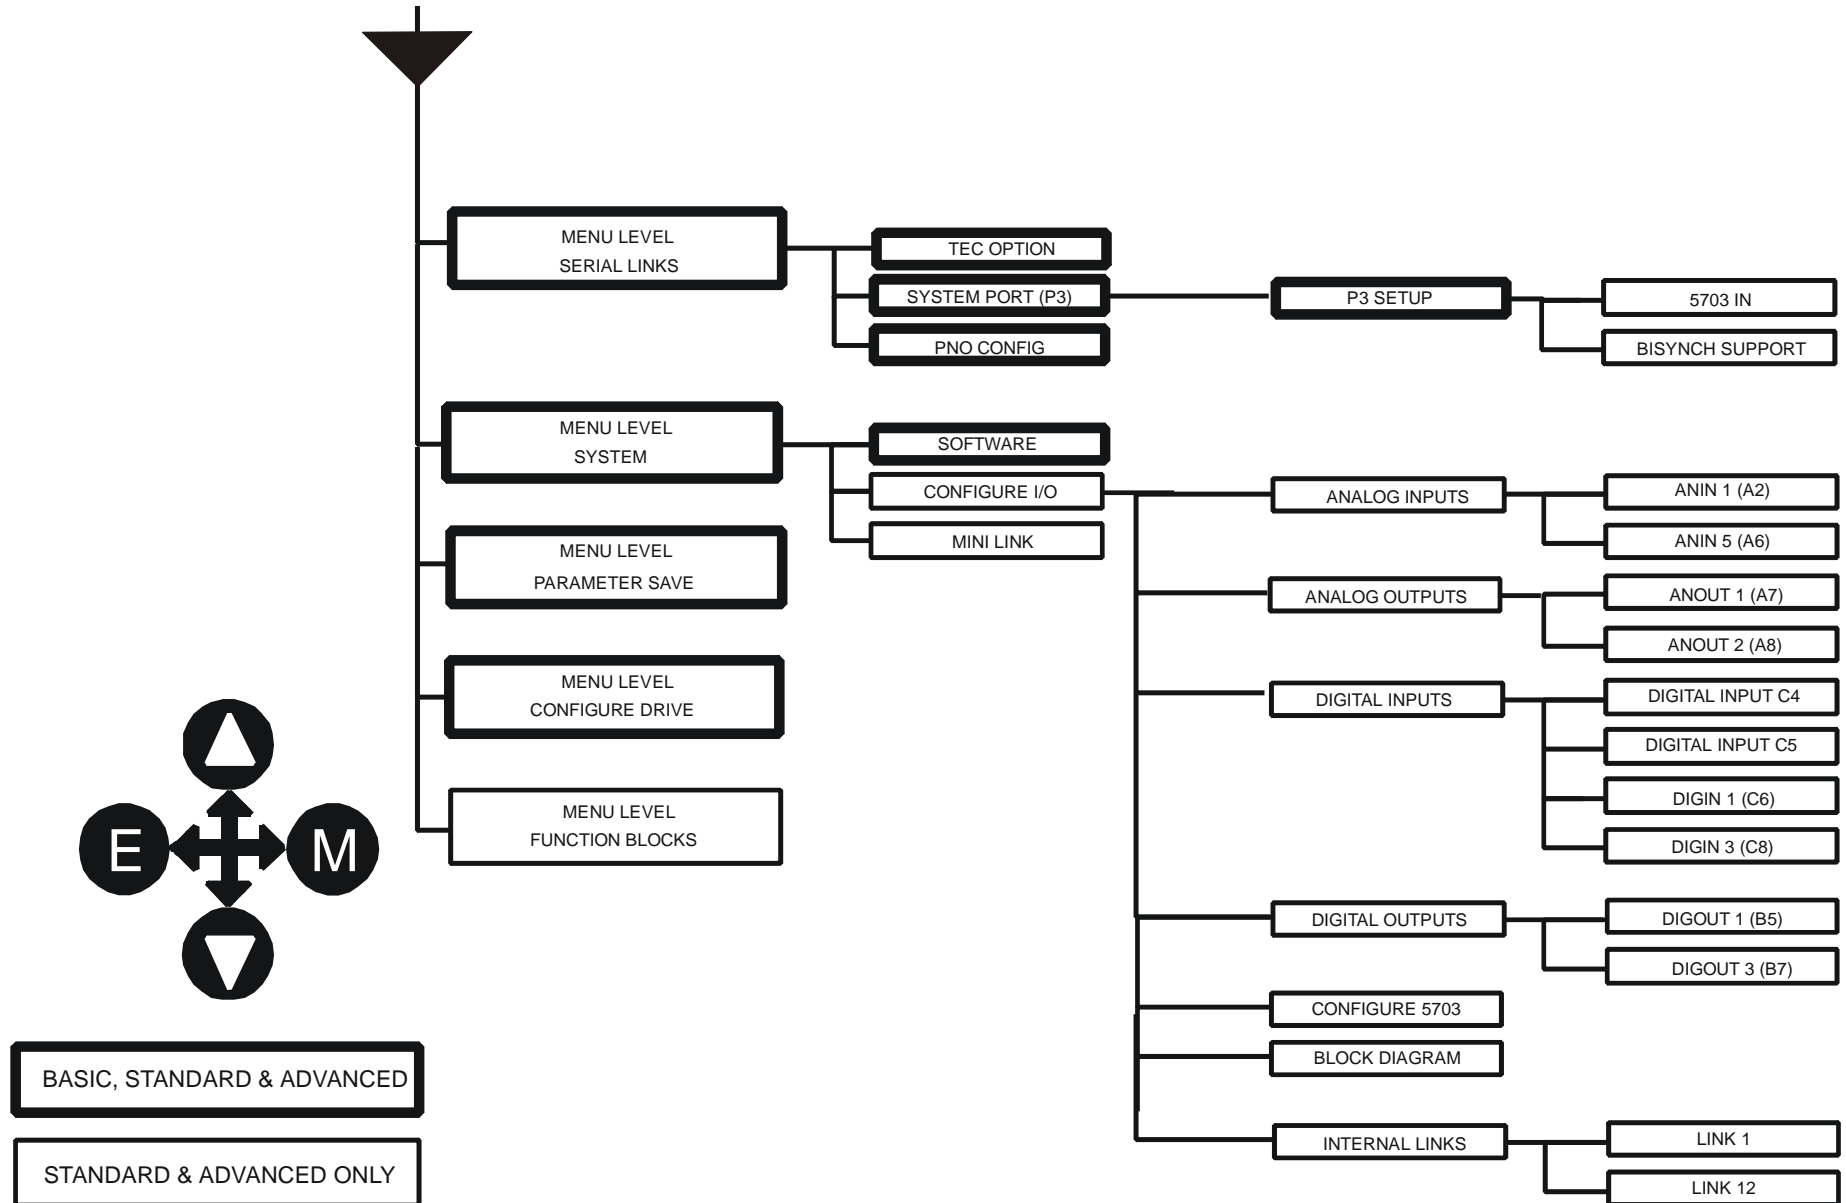 MENU LEVEL
SERIAL LINKS
TEC OPTION
SYSTEM PORT (P3)
PNO CONFIG
P3 SETUP
5703 IN
BISYNCH SUPPORT
MENU LEVEL
SYSTEM
SOFTWARE
CONFIGURE I/O
MINI LINK
ANALOG INPUTS
ANIN 1 (A2)
ANIN 5 (A6)
ANALOG OUTPUTS
ANOUT 1 (A7)
ANOUT 2 (A8)
DIGITAL INPUTS
DIGITAL INPUT C4
DIGITAL INPUT C5
DIGIN 1 (C6)
DIGIN 3 (C8)
DIGITAL OUTPUTS
DIGOUT 1 (B5)
DIGOUT 3 (B7)
CONFIGURE 5703
BLOCK DIAGRAM
INTERNAL LINKS
LINK 1
LINK 12
MENU LEVEL
PARAMETER SAVE
MENU LEVEL
CONFIGURE DRIVE
MENU LEVEL
FUNCTION BLOCKS
E
M
BASIC, STANDARD & ADVANCED
STANDARD & ADVANCED ONLY